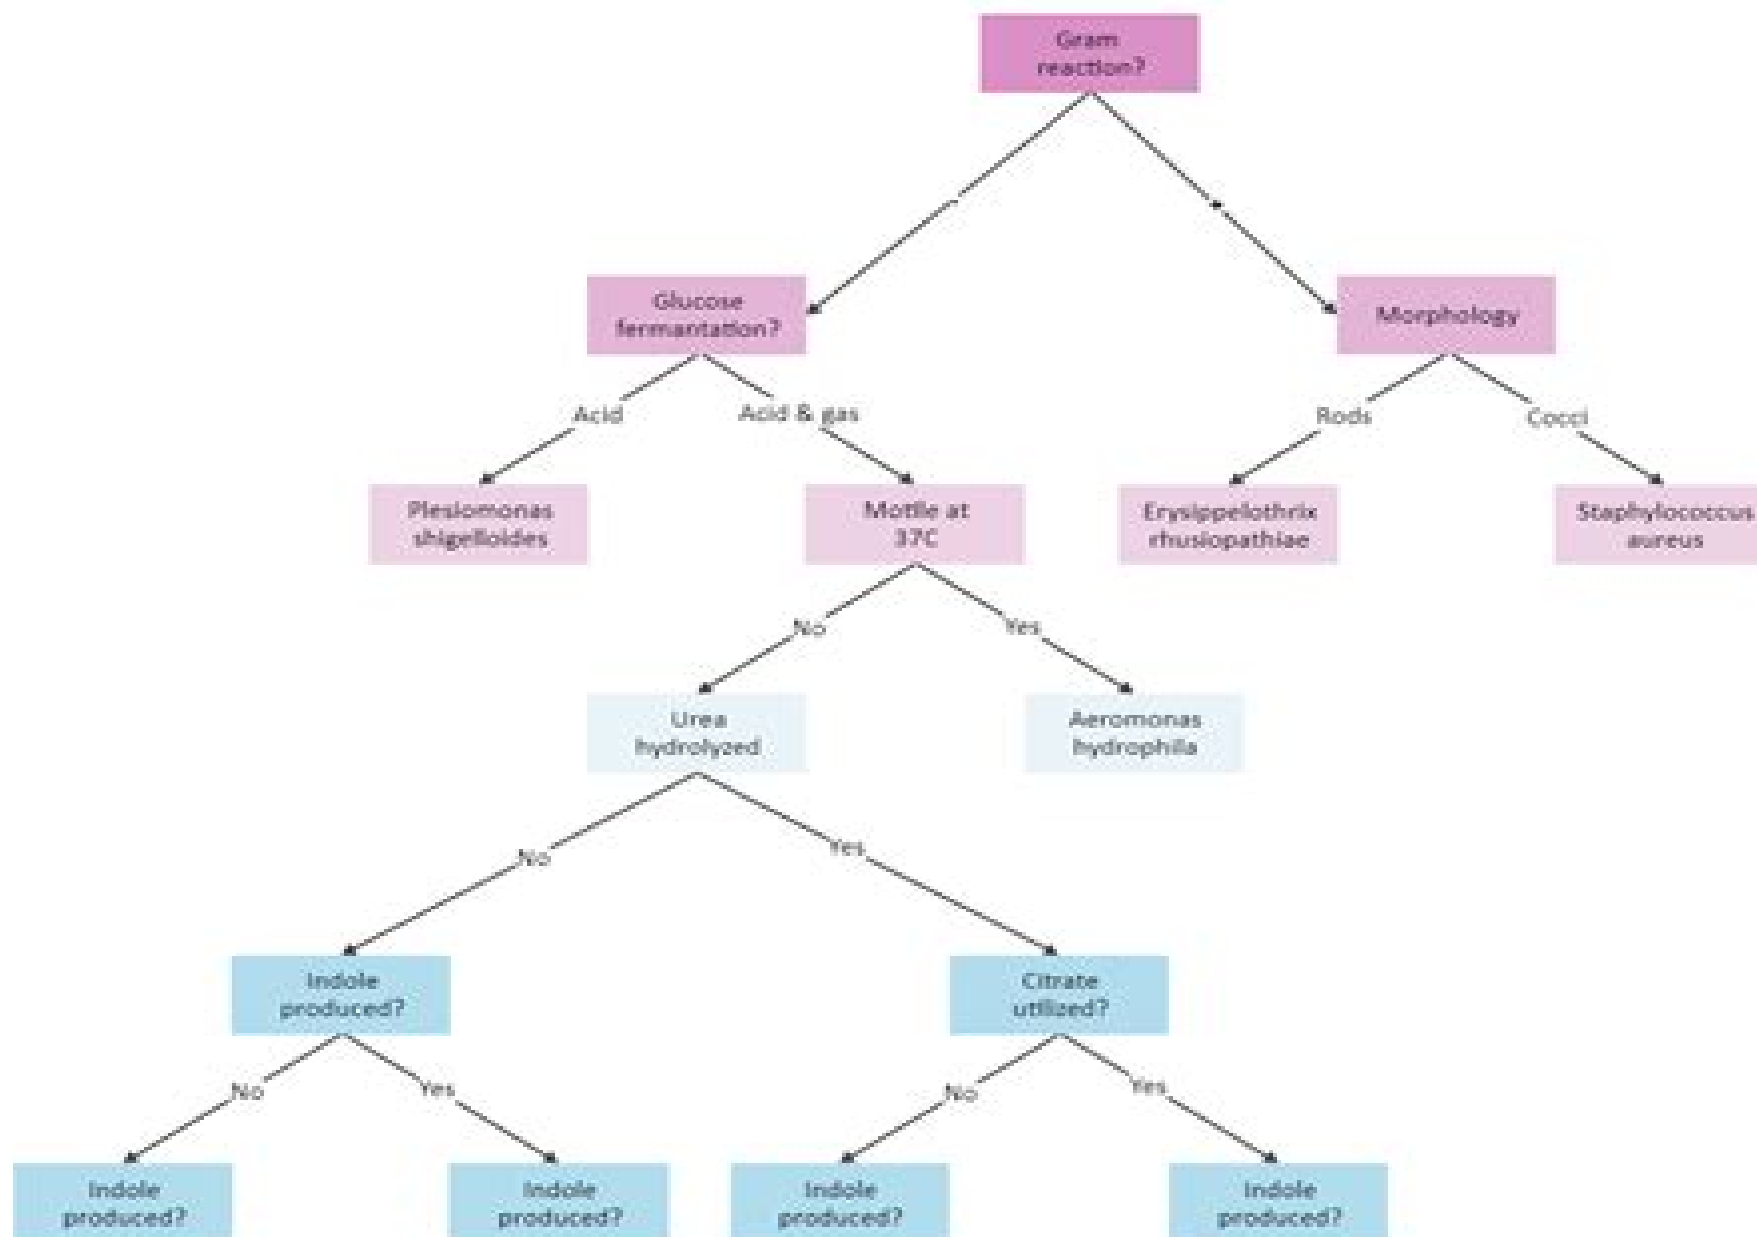 Gram
reaction?
Glucose
fermantation?
Morphology
Acid
Acid & gas
Rods
Cocci
Plesiomonas
shigelloides
Motile at
37C
Erysippelothrix
rhusiopathiae
Staphylococcus
aureus
No
Yes
Urea
hydrolyzed
Aeromonas
hydrophila
No
Yes
Indole
produced?
Citrate
utilized?
No
Yes
No
Yes
Indole
produced?
Indole
produced?
Indole
produced?
Indole
produced?